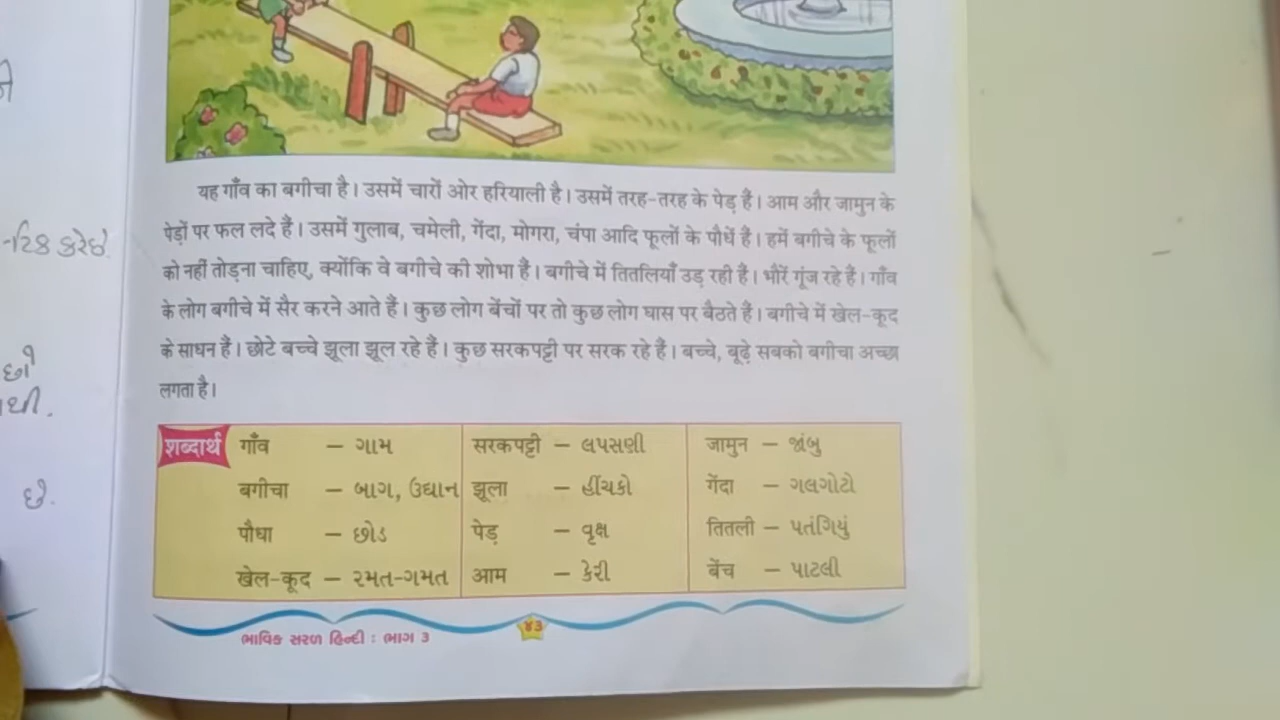 -ટિક કરેછે.
છો
થી.
છે.
यह गाँव का बगीचा है। उसमें चारों ओर हरियाली है। उसमें तरह-तरह के पेड़ हैं। आम और जामुन के
पेड़ों पर फल लदे हैं। उसमें गुलाब, चमेली, गेंदा, मोगरा, चंपा आदि फूलों के पौधें हैं। हमें बगीचे के फूलों
को नहीं तोड़ना चाहिए, क्योंकि वे बगीचे की शोभा हैं। बगीचे में तितलियाँ उड़ रही हैं। भौंरें गूंज रहे हैं। गाँव
के लोग बगीचे में सैर करने आते हैं। कुछ लोग बेंचों पर तो कुछ लोग घास पर बैठते हैं। बगीचे में खेल-कूद
के साधन हैं। छोटे बच्चे झूला झूल रहे हैं। कुछ सरकपट्टी पर सरक रहे हैं। बच्चे, बूढ़े सबको बगीचा अच्छा
लगता है।
शब्दार्थ गाँव – ગામ सरकपट्टी – લપસણી जामुन – જાંબુ
बगीचा – બાગ, ઉદ્યાન झूला – હીંચકો गेंदा – ગલગોટો
पौधा – છોડ पेड़ – વૃક્ષ तितली – પતંગિયું
खेल-कूद – રમત-ગમત आम – કેરી बेंच – પાટલી
ભાવિક સરળ હિન્દી : ભાગ ૩ ૪૩